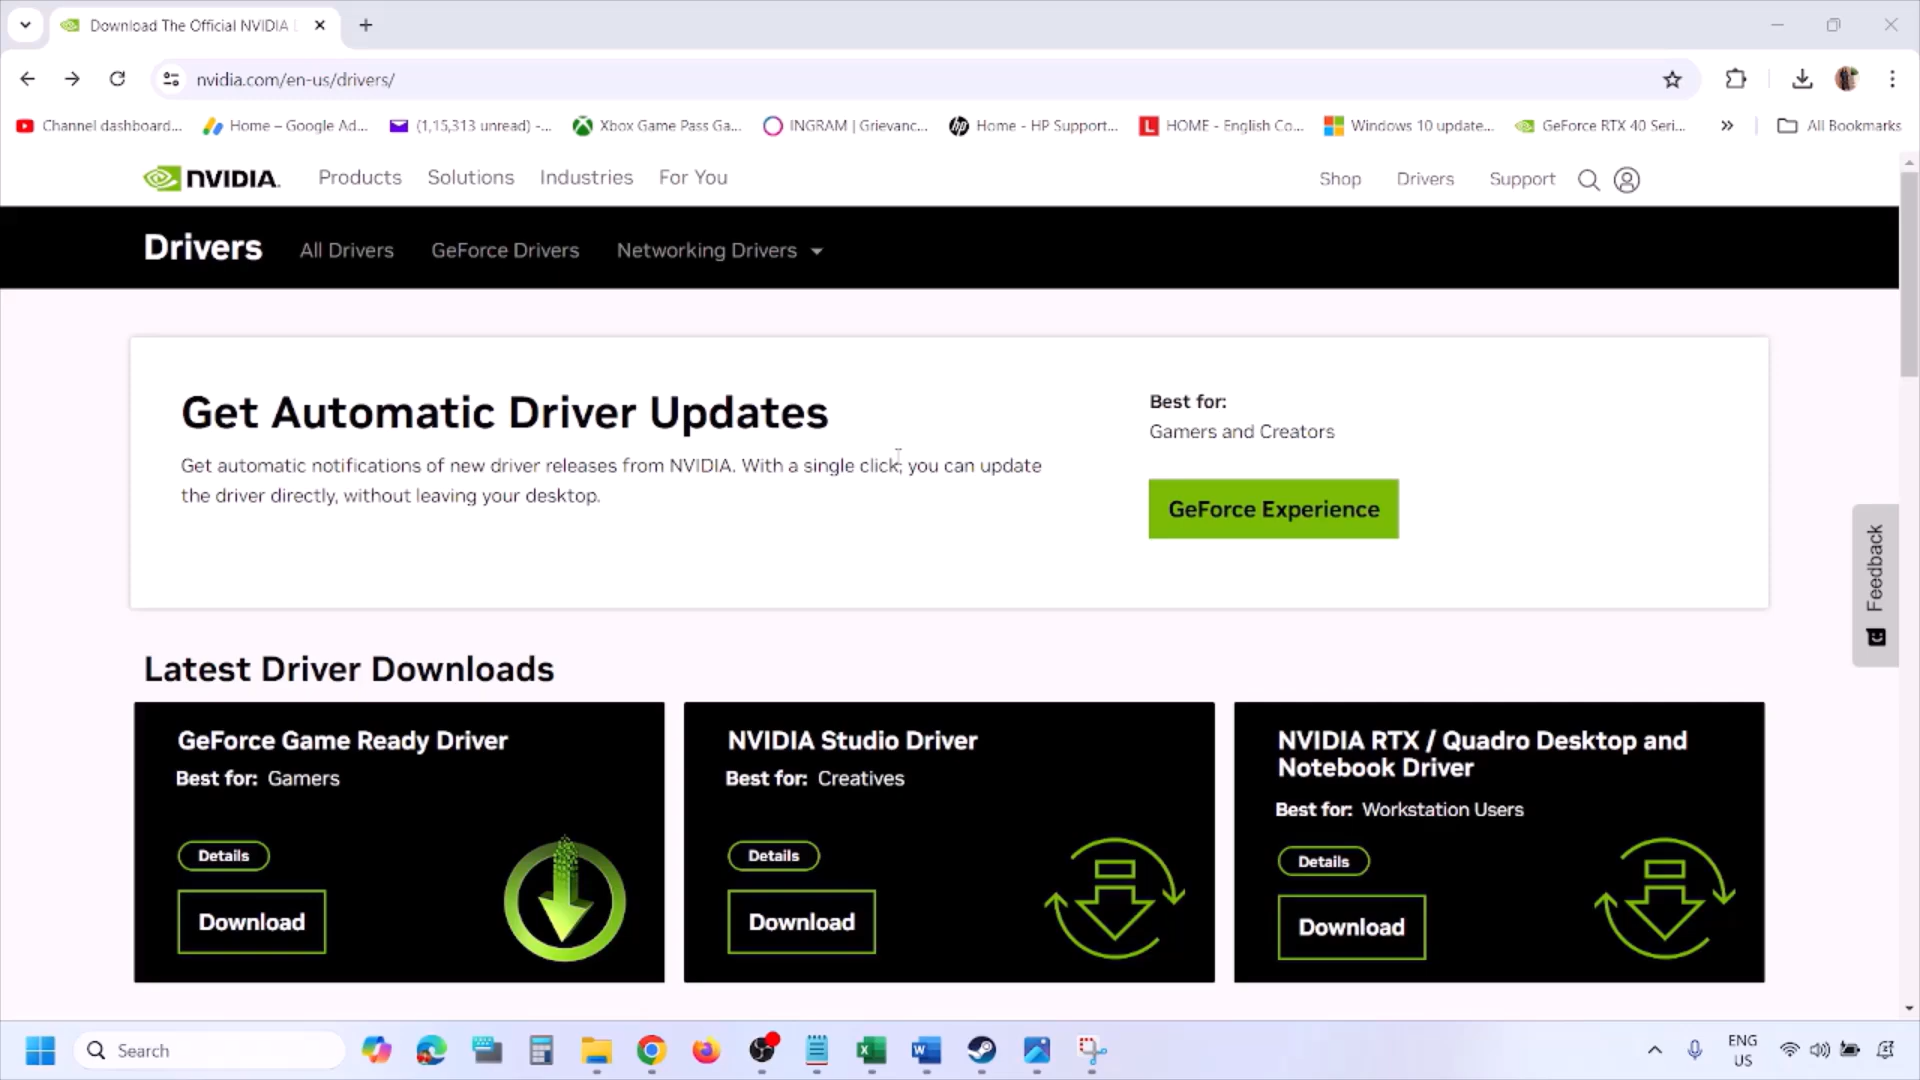 Download The Official NVIDIA
nvidia.com/en-us/drivers/
Channel dashboard...
Home – Google Ad...
(1,15,313 unread) -...
Xbox Game Pass Ga...
INGRAM | Grievanc...
Home - HP Support...
HOME - English Co...
Windows 10 update...
GeForce RTX 40 Seri...
All Bookmarks
NVIDIA.
Products
Solutions
Industries
For You
Shop
Drivers
Support
Drivers
All Drivers
GeForce Drivers
Networking Drivers
Get Automatic Driver Updates
Get automatic notifications of new driver releases from NVIDIA. With a single click, you can update
the driver directly, without leaving your desktop.
Best for:
Gamers and Creators
GeForce Experience
Feedback
Latest Driver Downloads
GeForce Game Ready Driver
Best for: Gamers
Details
Download
NVIDIA Studio Driver
Best for: Creatives
Details
Download
NVIDIA RTX / Quadro Desktop and
Notebook Driver
Best for: Workstation Users
Details
Download
Search
ENG
US